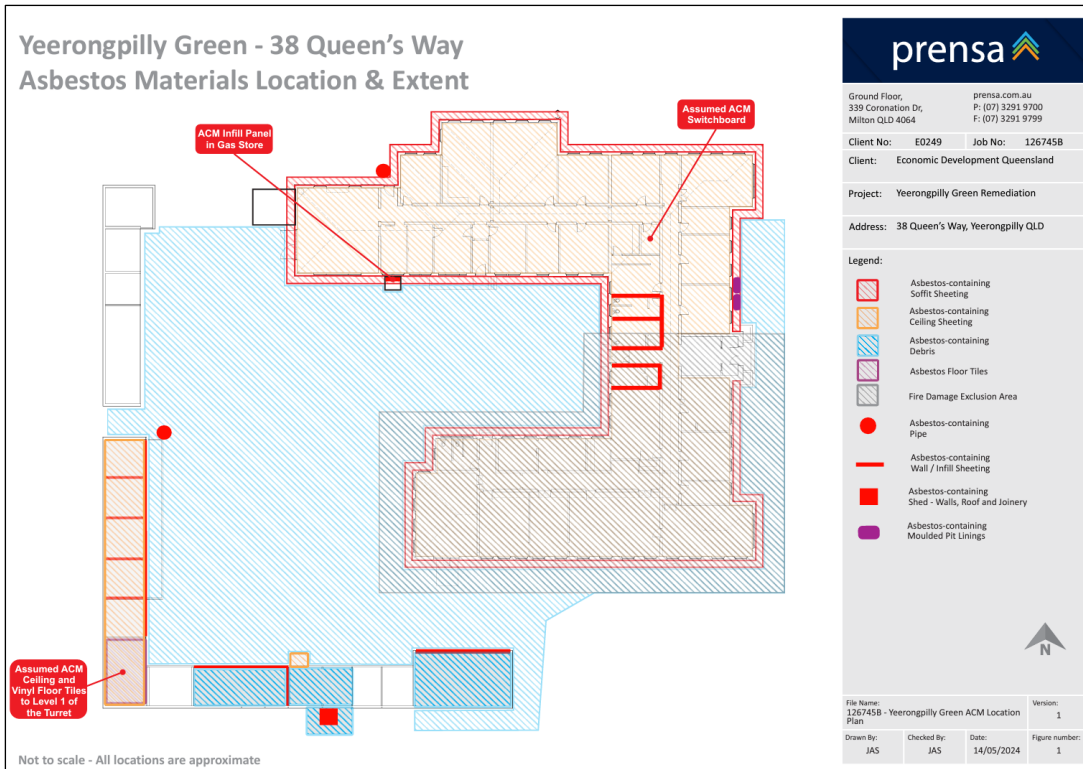 Yeerongpilly Green - 38 Queen's Way
Asbestos Materials Location & Extent
ACM Infill Panel
in Gas Store
Assumed ACM
Switchboard
Assumed ACM
Ceiling and
Vinyl Floor Tiles
to Level 1 of
the Turret
Not to scale - All locations are approximate
prensa
Ground Floor,
339 Coronation Dr,
Milton QLD 4064
prensa.com.au
P: (07) 3291 9700
F: (07) 3291 9799
Client No: E0249
Job No: 126745B
Client: Economic Development Queensland
Project: Yeerongpilly Green Remediation
Address: 38 Queen's Way, Yeerongpilly QLD
Legend:
Asbestos-containing
Soffit Sheeting
Asbestos-containing
Ceiling Sheeting
Asbestos-containing
Debris
Asbestos Floor Tiles
Fire Damage Exclusion Area
Asbestos-containing
Pipe
Asbestos-containing
Wall / Infill Sheeting
Asbestos-containing
Shed - Walls, Roof and Joinery
Asbestos-containing
Moulded Pit Linings
N
File Name:
126745B - Yeerongpilly Green ACM Location
Plan
Version:
1
Drawn By:
JAS
Checked By:
JAS
Date:
14/05/2024
Figure number:
1